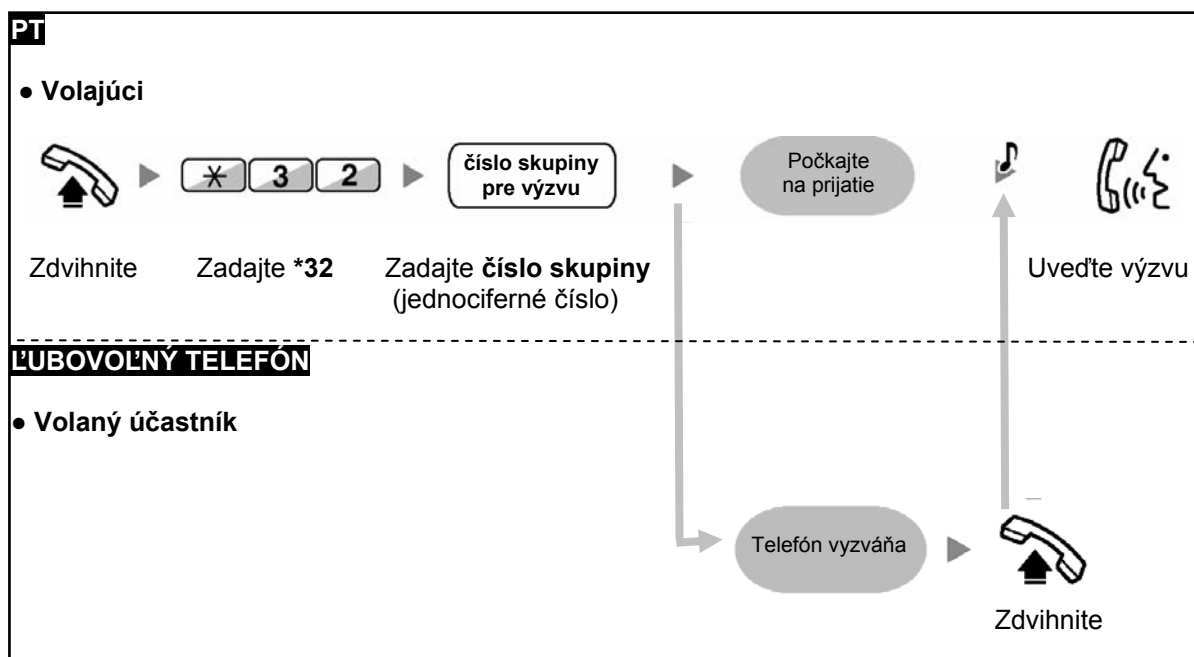 PT
● Volajúci
* 3 2
číslo skupiny
pre výzvu
Počkajte
na prijatie
Zdvihnite
Zadajte *32
Zadajte číslo skupiny
(jednociferné číslo)
Uveďte výzvu
ĽUBOVOĽNÝ TELEFÓN
● Volaný účastník
Telefón vyzváňa
Zdvihnite